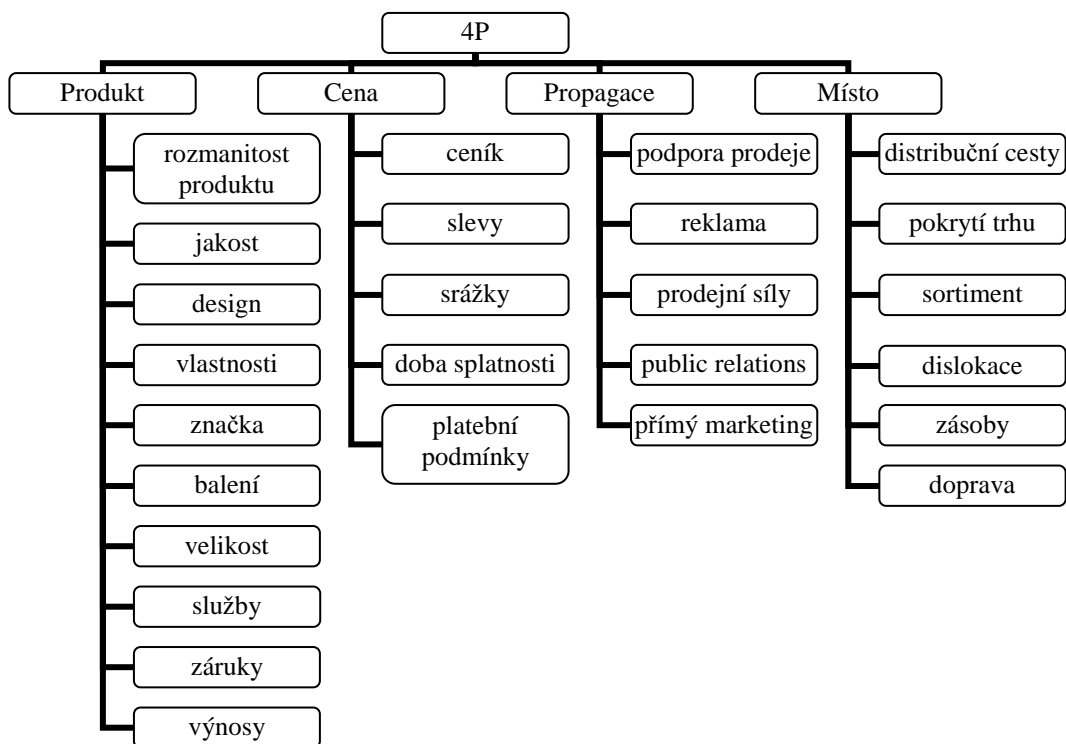 4P
Produkt
rozmanitost
produktu
jakost
design
vlastnosti
značka
balení
velikost
služby
záruky
výnosy
Cena
ceník
slevy
srážky
doba splatnosti
platební
podmínky
Propagace
podpora prodeje
reklama
prodejní síly
public relations
přímý marketing
Místo
distribuční cesty
pokrytí trhu
sortiment
dislokace
zásoby
doprava